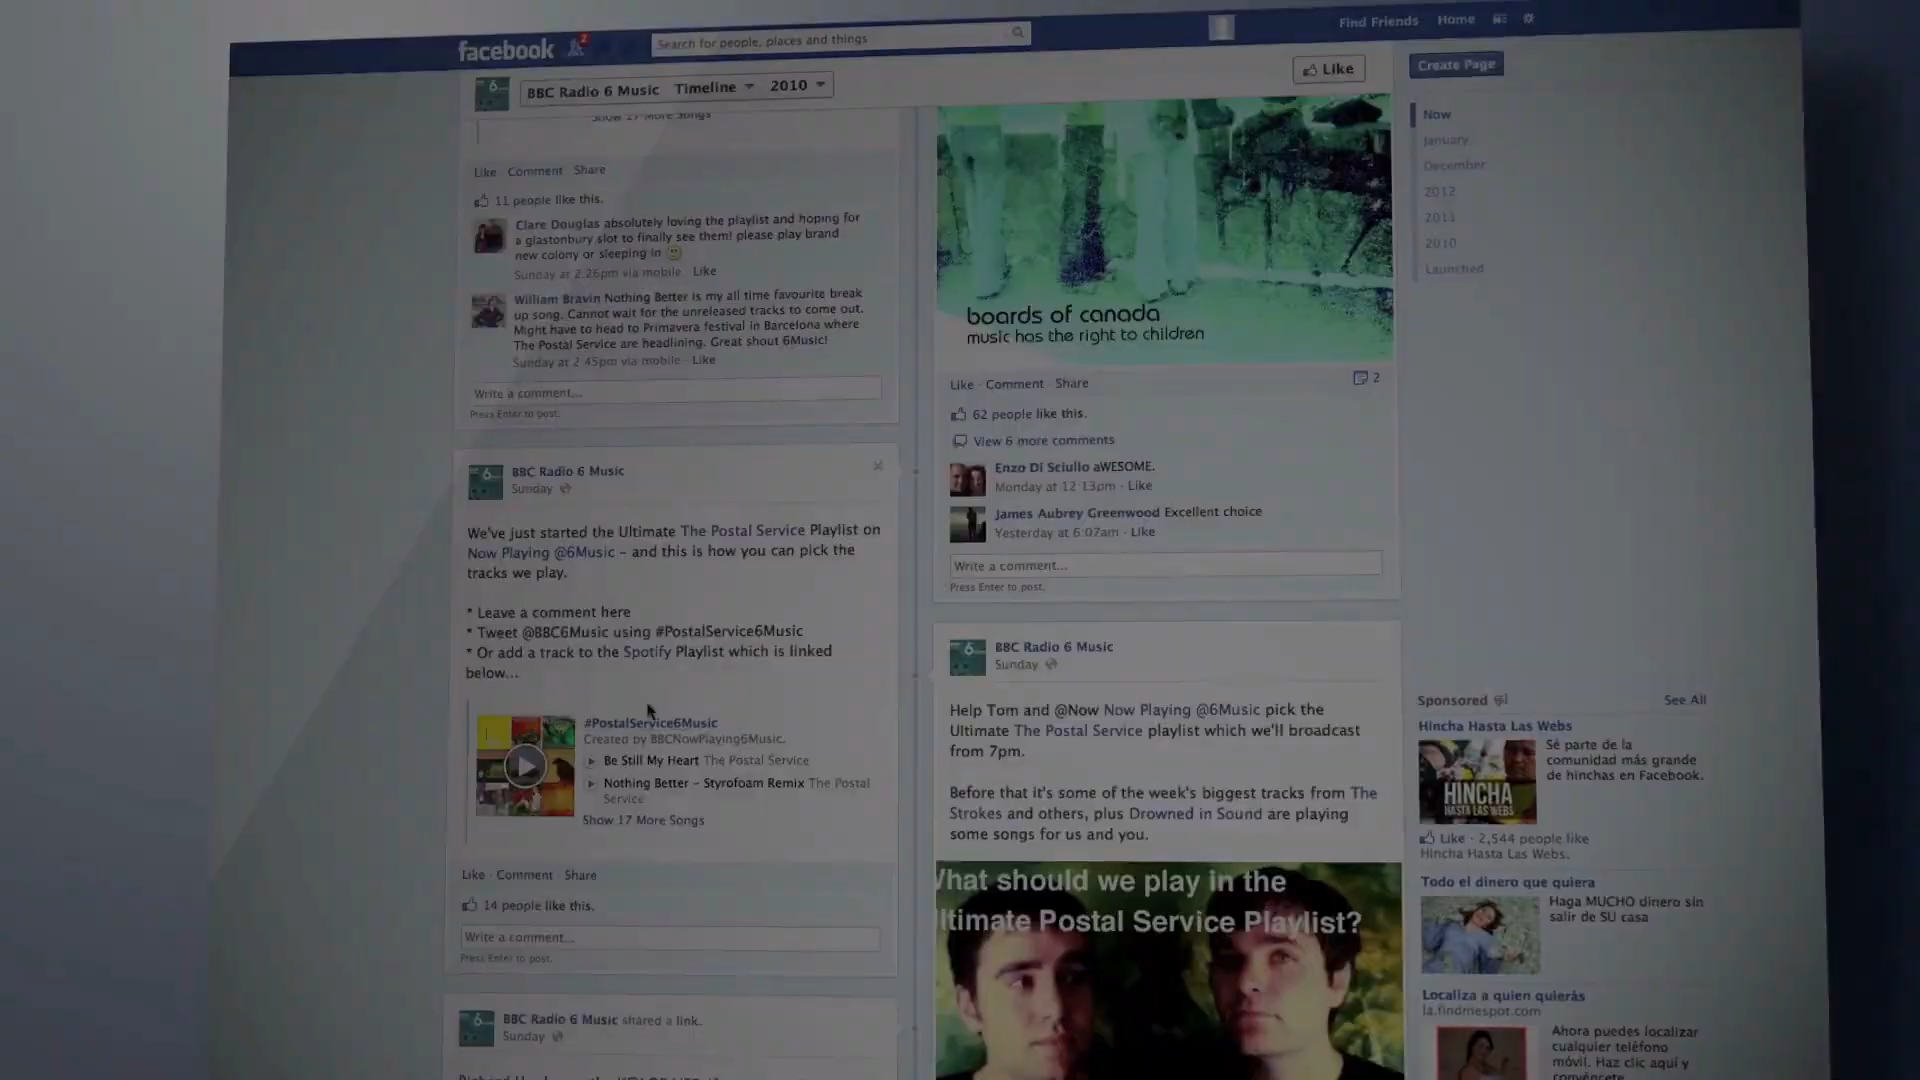 facebook
2
Search for people, places and things
Find Friends
Home
BBC Radio 6 Music
Timeline
2010
Like
Create Page
Show 17 More Songs
Like · Comment · Share
11 people like this.
Clare Douglas absolutely loving the playlist and hoping for
a glastonbury slot to finally see them! please play brand
new colony or sleeping in
Sunday at 2:26pm via mobile · Like
William Bravin Nothing Better is my all time favourite break
up song. Cannot wait for the unreleased tracks to come out.
Might have to head to Primavera festival in Barcelona where
The Postal Service are headlining. Great shout 6Music!
Sunday at 2:45pm via mobile · Like
Write a comment...
Press Enter to post.
BBC Radio 6 Music
Sunday
We've just started the Ultimate The Postal Service Playlist on
Now Playing @6Music - and this is how you can pick the
tracks we play.
* Leave a comment here
* Tweet @BBC6Music using #PostalService6Music
* Or add a track to the Spotify Playlist which is linked
below...
#PostalService6Music
Created by BBCNowPlaying6Music.
Be Still My Heart The Postal Service
Nothing Better - Styrofoam Remix The Postal
Service
Show 17 More Songs
Like · Comment · Share
14 people like this.
Write a comment...
Press Enter to post.
6
BBC Radio 6 Music shared a link.
Sunday
boards of canada
music has the right to children
Like · Comment · Share
2
62 people like this.
View 6 more comments
Enzo Di Sciullo aWESOME.
Monday at 12:13pm · Like
James Aubrey Greenwood Excellent choice
Yesterday at 6:07am · Like
Write a comment...
Press Enter to post.
6
BBC Radio 6 Music
Sunday
Help Tom and @Now Now Playing @6Music pick the
Ultimate The Postal Service playlist which we'll broadcast
from 7pm.
Before that it's some of the week's biggest tracks from The
Strokes and others, plus Drowned in Sound are playing
some songs for us and you.
What should we play in the
ltimate Postal Service Playlist?
Now
January
December
2012
2011
2010
Launched
Sponsored
See All
Hincha Hasta Las Webs
Sé parte de la
comunidad más grande
de hinchas en Facebook.
HINCHA
HASTA LAS WEBS
Like · 2,544 people like
Hincha Hasta Las Webs.
Todo el dinero que quiera
Haga MUCHO dinero sin
salir de SU casa
Localiza a quien quierás
la.findmespot.com
Ahora puedes localizar
cualquier teléfono
móvil. Haz clic aquí y